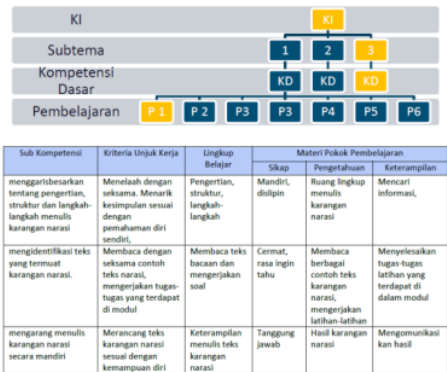 KI
KI
Subtema
1 2 3
Kompetensi
Dasar
KD KD KD
Pembelajaran
P 1 P 2 P3 P3 P4 P5 P6
Sub Kompetensi
Kriteria Unjuk Kerja
Lingkup
Belajar
Materi Pokok Pembelajaran
Sikap
Pengetahuan
Keterampilan
menggarisbesarkan
tentang pengertian,
struktur dan langkah-
langkah menulis
karangan narasi
Menelaah dengan
seksama. Menarik
kesimpulan sesuai
dengan
pemahaman diri
sendiri,
Pengertian,
struktur,
langkah-
langkah
Mandiri,
dislipin
Ruang lingkup
menulis
karangan
narasi
Mencari
informasi,
mengidentifikasi teks
yang termuat
karangan narasi.
Membaca dengan
seksama contoh
teks narasi,
mengerjakan tugas-
tugas yang terdapat
di modul
Membaca teks
bacaan dan
mengerjakan
soal
Cermat,
rasa ingin
tahu
Membaca
berbagai
contoh teks
karangan
narasi,
mengerjakan
latihan-latihan
Menyelesaikan
tugas-tugas
latihan yang
terdapat di
dalam modul
mengarang menulis
karangan narasi
secara mandiri
Merancang teks
karangan narasi
sesuai dengan
kemampuan diri
Keterampilan
menulis teks
karangan
narasi
Tanggung
jawab
Hasil karangan
narasi
Mengomunikasi
kan hasil